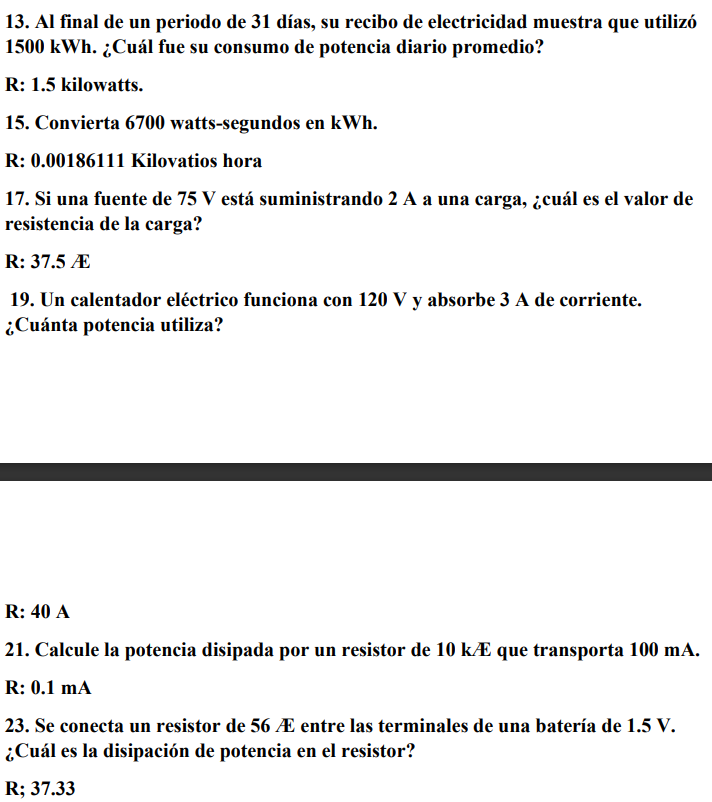 13. Al final de un periodo de 31 días, su recibo de electricidad muestra que utilizó
1500 kWh. ¿Cuál fue su consumo de potencia diario promedio?
R: 1.5 kilowatts.
15. Convierta 6700 watts-segundos en kWh.
R: 0.00186111 Kilovatios hora
17. Si una fuente de 75 V está suministrando 2 A a una carga, ¿cuál es el valor de
resistencia de la carga?
R: 37.5 Æ
19. Un calentador eléctrico funciona con 120 V y absorbe 3 A de corriente.
¿Cuánta potencia utiliza?
R: 40 A
21. Calcule la potencia disipada por un resistor de 10 kÆ que transporta 100 mA.
R: 0.1 mA
23. Se conecta un resistor de 56 Æ entre las terminales de una batería de 1.5 V.
¿Cuál es la disipación de potencia en el resistor?
R; 37.33